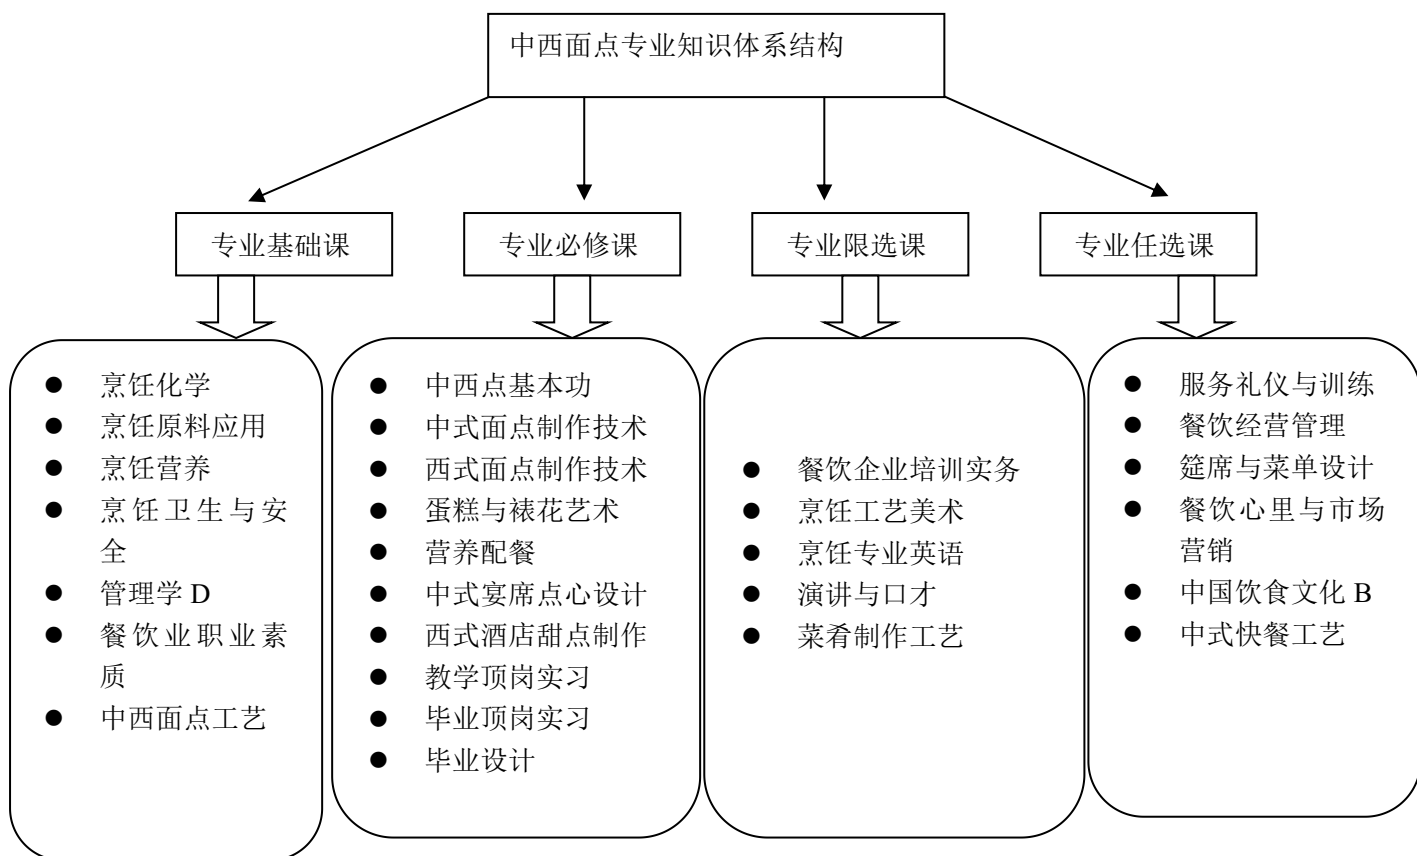 中西面点专业知识体系结构
专业基础课
专业必修课
专业限选课
专业任选课
● 烹饪化学
● 烹饪原料应用
● 烹饪营养
● 烹饪卫生与安
全
● 管理学 D
● 餐饮业职业素
质
● 中西面点工艺
● 中西点基本功
● 中式面点制作技术
● 西式面点制作技术
● 蛋糕与裱花艺术
● 营养配餐
● 中式宴席点心设计
● 西式酒店甜点制作
● 教学顶岗实习
● 毕业顶岗实习
● 毕业设计
● 餐饮企业培训实务
● 烹饪工艺美术
● 烹饪专业英语
● 演讲与口才
● 菜肴制作工艺
● 服务礼仪与训练
● 餐饮经营管理
● 筵席与菜单设计
● 餐饮心里与市场
营销
● 中国饮食文化 B
● 中式快餐工艺